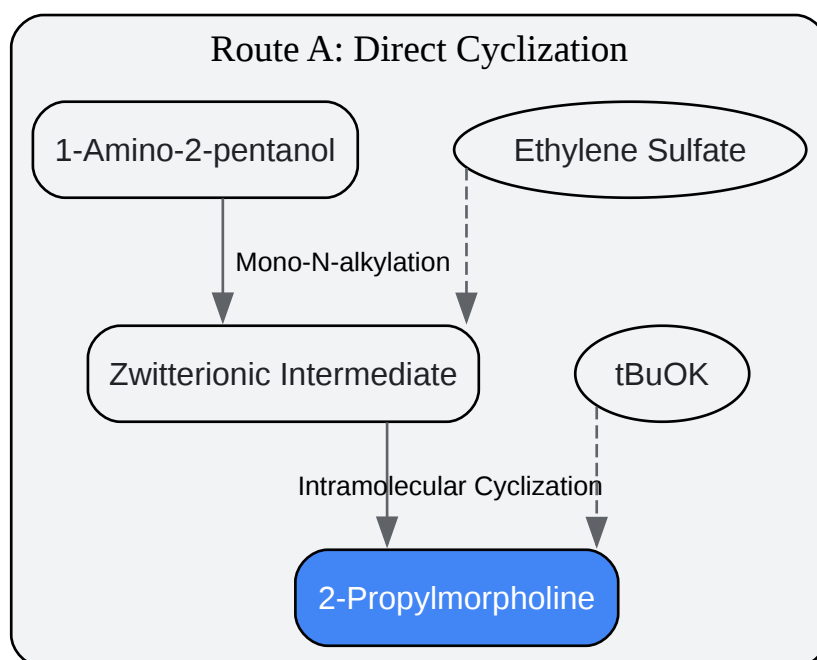 Route A: Direct Cyclization
1-Amino-2-pentanol
Ethylene Sulfate
Mono-N-alkylation
Zwitterionic Intermediate
tBuOK
Intramolecular Cyclization
2-Propylmorpholine